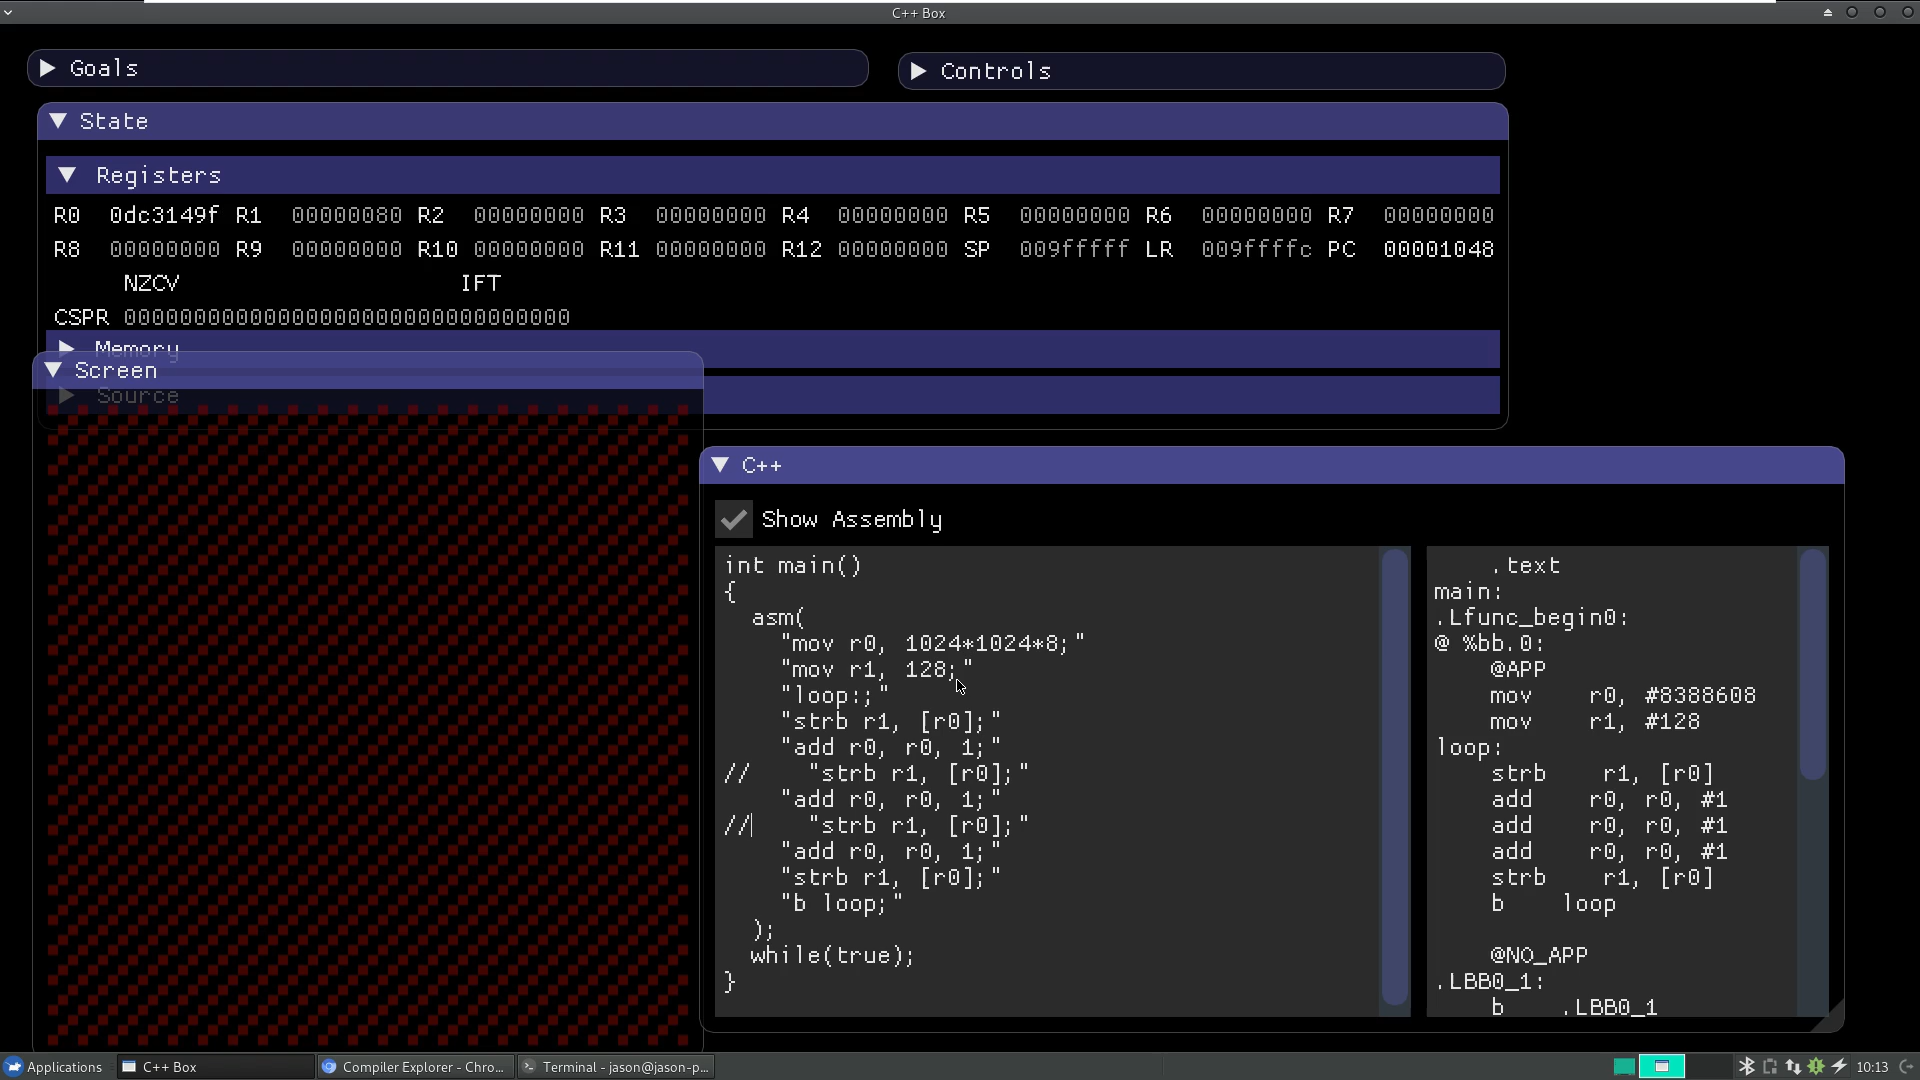 C++ Box
Goals
Controls
State
Registers
R0 0dc3149f R1 00000080 R2 00000000 R3 00000000 R4 00000000 R5 00000000 R6 00000000 R7 00000000
R8 00000000 R9 00000000 R10 00000000 R11 00000000 R12 00000000 SP 009fffff LR 009ffffc PC 00001048
NZCV IFT
CSPR 00000000000000000000000000000000
Memory
Screen
Source
C++
Show Assembly
int main()
{
asm(
"mov r0, 1024*1024*8;"
"mov r1, 128;"
"loop:;"
"strb r1, [r0];"
"add r0, r0, 1;"
// "strb r1, [r0];"
"add r0, r0, 1;"
// "strb r1, [r0];"
"add r0, r0, 1;"
"strb r1, [r0];"
"b loop;"
);
while(true);
}
.text
main:
.Lfunc_begin0:
@ %bb.0:
@APP
mov r0, #8388608
mov r1, #128
loop:
strb r1, [r0]
add r0, r0, #1
add r0, r0, #1
add r0, r0, #1
strb r1, [r0]
b loop
@NO_APP
.LBB0_1:
b .LBB0_1
Applications
C++ Box
Compiler Explorer - Chro...
Terminal - jason@jason-p...
10:13